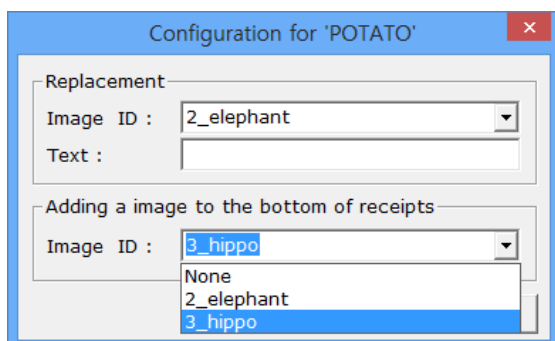 Configuration for 'POTATO'
Replacement
Image ID :
2_elephant
Text :
Adding a image to the bottom of receipts
Image ID :
3_hippo
None
2_elephant
3_hippo